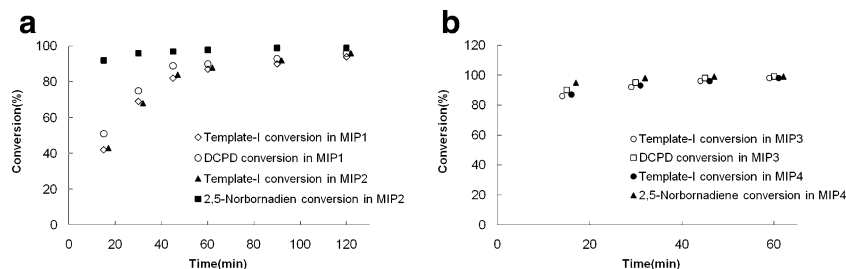 a
100
80
60
40
20
0
Conversion(%)
0 20 40 60 80 100 120
Time(min)
Template-I conversion in MIP1
DCPD conversion in MIP1
Template-I conversion in MIP2
2,5-Norbornadien conversion in MIP2
b
120
100
80
60
40
20
0
Conversion(%)
0 20 40 60
Time(min)
Template-I conversion in MIP3
DCPD conversion in MIP3
Template-I conversion in MIP4
2,5-Norbornadiene conversion in MIP4